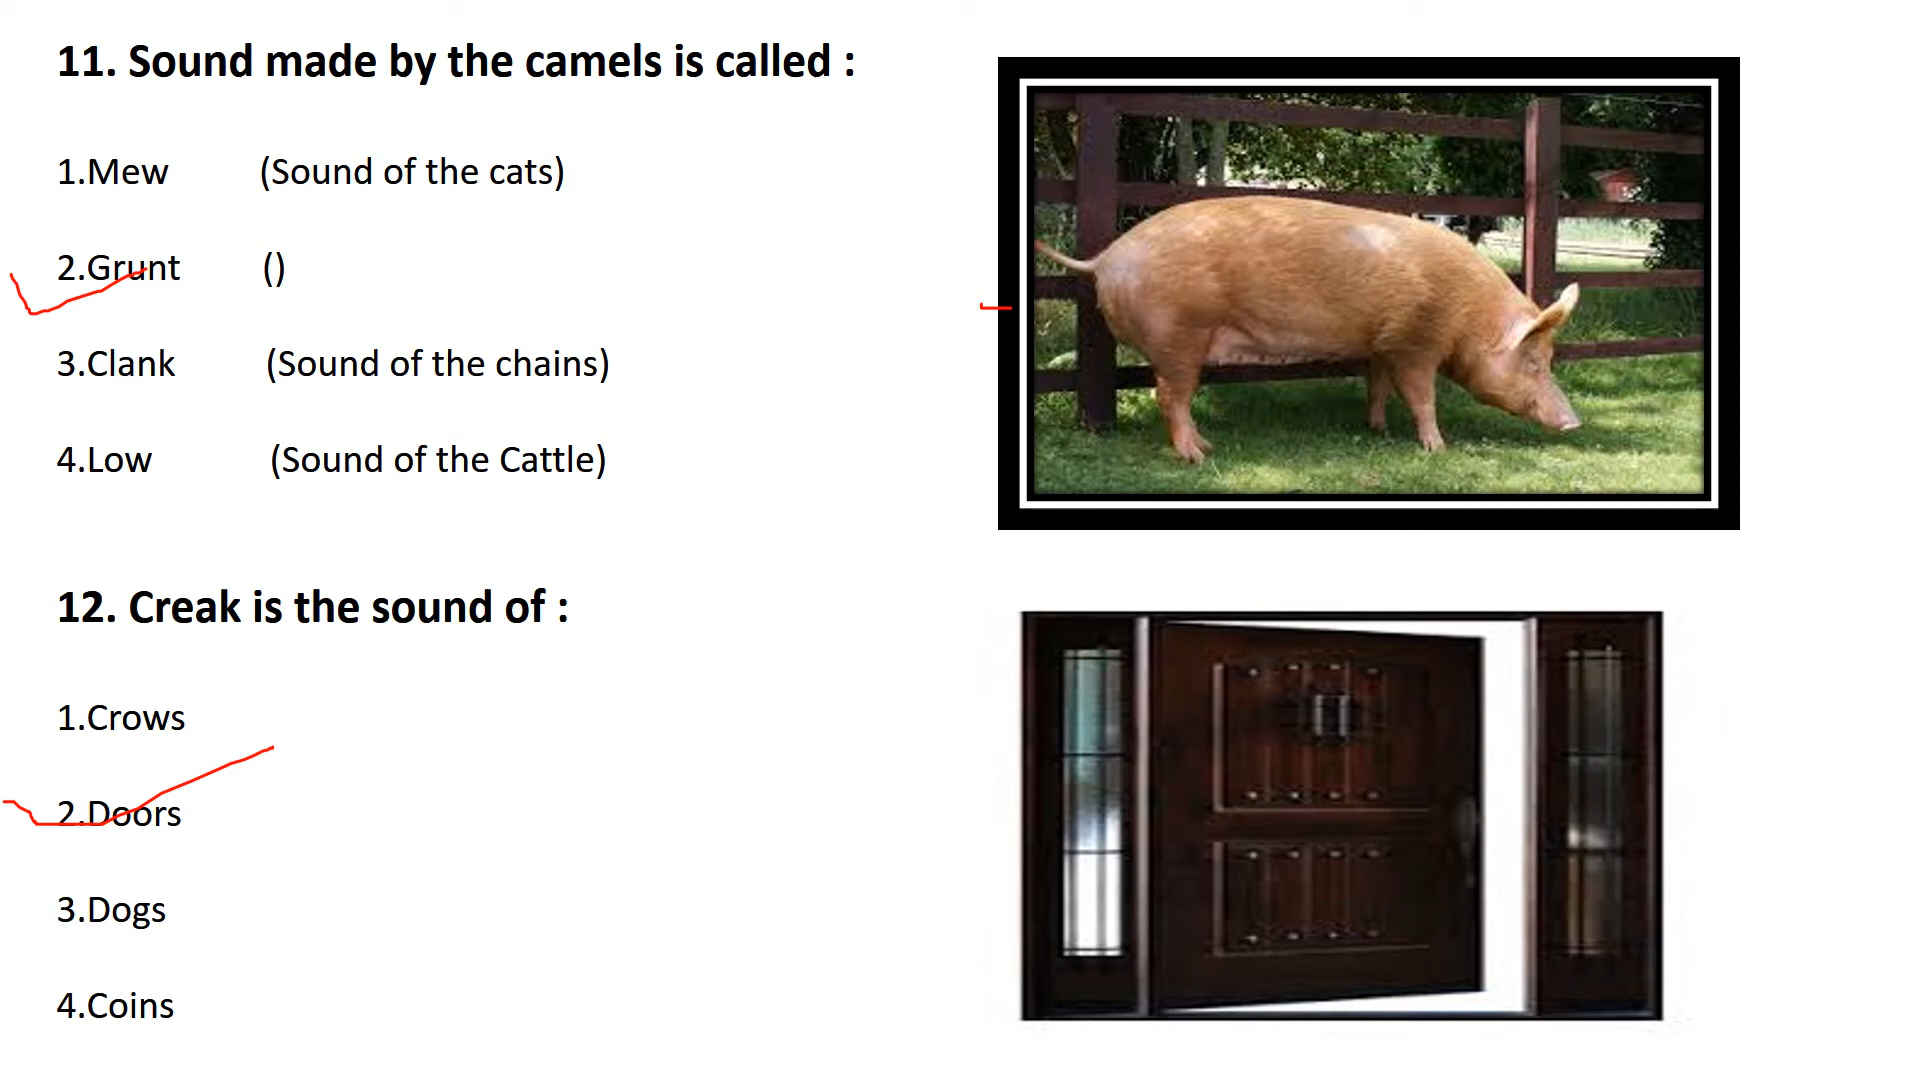 11. Sound made by the camels is called :
1.Mew (Sound of the cats)
2.Grunt ()
3.Clank (Sound of the chains)
4.Low (Sound of the Cattle)
12. Creak is the sound of :
1.Crows
2.Doors
3.Dogs
4.Coins